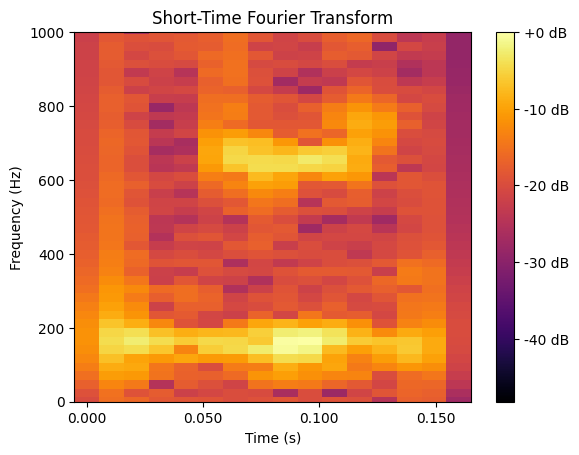 Short-Time Fourier Transform
Frequency (Hz)
1000
800
600
400
200
0
0.000
0.050
0.100
0.150
Time (s)
+0 dB
-10 dB
-20 dB
-30 dB
-40 dB